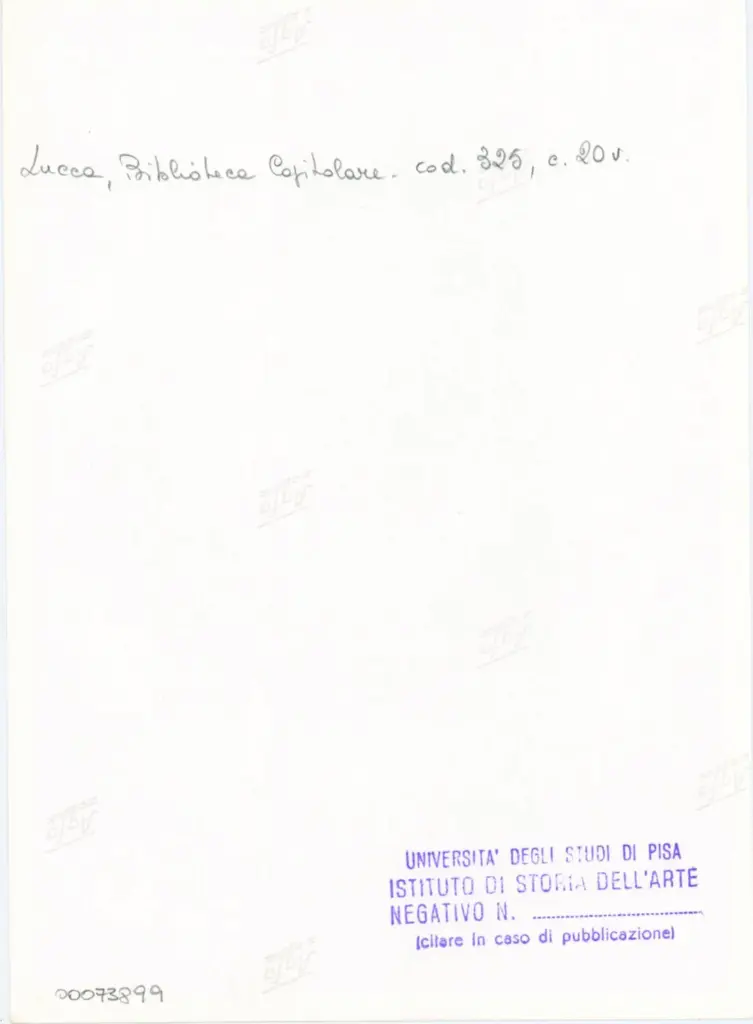 Lucca, Biblioteca Capitolare. cod. 325, c. 20 v.
UNIVERSITA' DEGLI STUDI DI PISA
ISTITUTO DI STORIA DELL'ARTE
NEGATIVO N. ..............................
(citare in caso di pubblicazione)
00073899